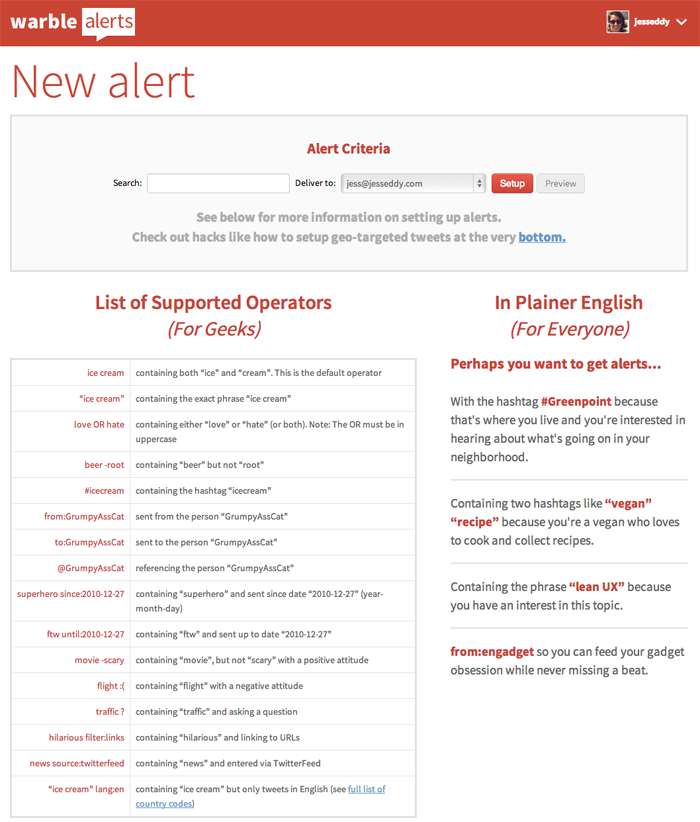 warble alerts
jesseddy
New alert
Alert Criteria
Search:
Deliver to: jess@jesseddy.com Setup Preview
See below for more information on setting up alerts.
Check out hacks like how to setup geo-targeted tweets at the very bottom.
List of Supported Operators
(For Geeks)
ice cream containing both “ice” and “cream”. This is the default operator
“ice cream” containing the exact phrase “ice cream”
love OR hate containing either “love” or “hate” (or both). Note: The OR must be in
uppercase
beer -root containing “beer” but not “root”
#icecream containing the hashtag “icecream”
from:GrumpyAssCat sent from the person “GrumpyAssCat”
to:GrumpyAssCat sent to the person “GrumpyAssCat”
@GrumpyAssCat referencing the person “GrumpyAssCat”
superhero since:2010-12-27 containing “superhero” and sent since date “2010-12-27” (year-
month-day)
ftw until:2010-12-27 containing “ftw” and sent up to date “2010-12-27”
movie -scary containing “movie”, but not “scary” with a positive attitude
flight :( containing “flight” with a negative attitude
traffic ? containing “traffic” and asking a question
hilarious filter:links containing “hilarious” and linking to URLs
news source:twitterfeed containing “news” and entered via TwitterFeed
“ice cream” lang:en containing “ice cream” but only tweets in English (see full list of
country codes)
In Plainer English
(For Everyone)
Perhaps you want to get alerts...
With the hashtag #Greenpoint because
that's where you live and you're interested in
hearing about what's going on in your
neighborhood.
Containing two hashtags like “vegan”
“recipe” because you're a vegan who loves
to cook and collect recipes.
Containing the phrase “lean UX” because
you have an interest in this topic.
from:engadget so you can feed your gadget
obsession while never missing a beat.